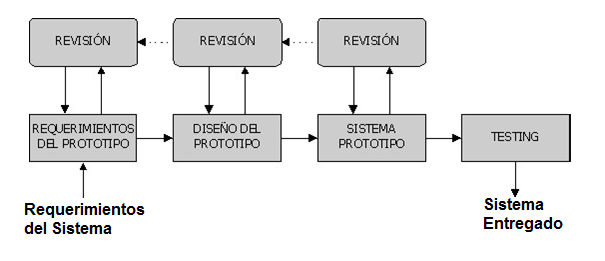 REVISIÓN
REVISIÓN
REVISIÓN
REQUERIMIENTOS
DEL PROTOTIPO
DISEÑO DEL
PROTOTIPO
SISTEMA
PROTOTIPO
TESTING
Requerimientos
del Sistema
Sistema
Entregado